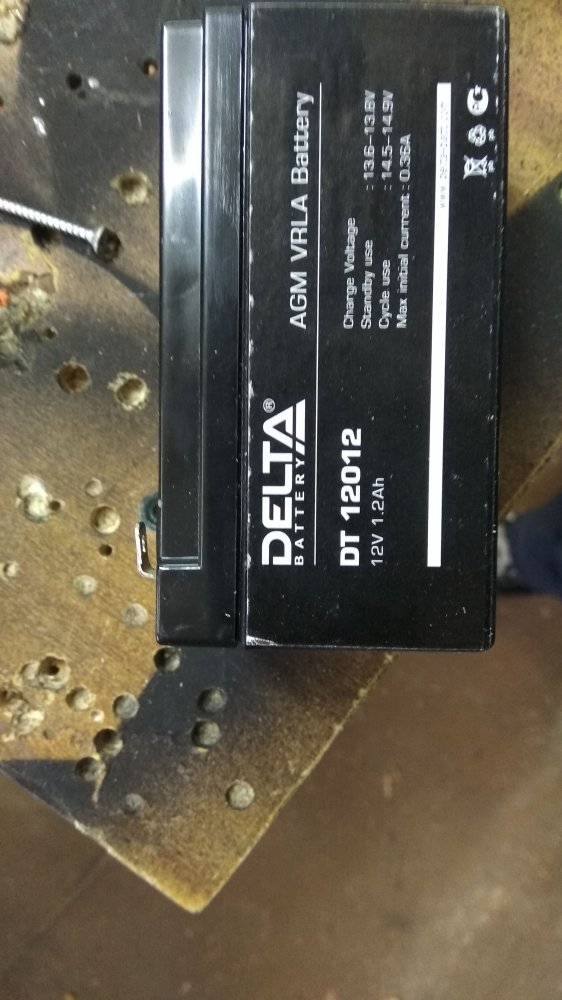 DELTA®
BATTERY
AGM VRLA Battery
DT 12012
12V 1.2Ah
Charge Voltage
Standby use : 13.6-13.8V
Cycle use : 14.5-14.9V
Max initial current : 0.36A